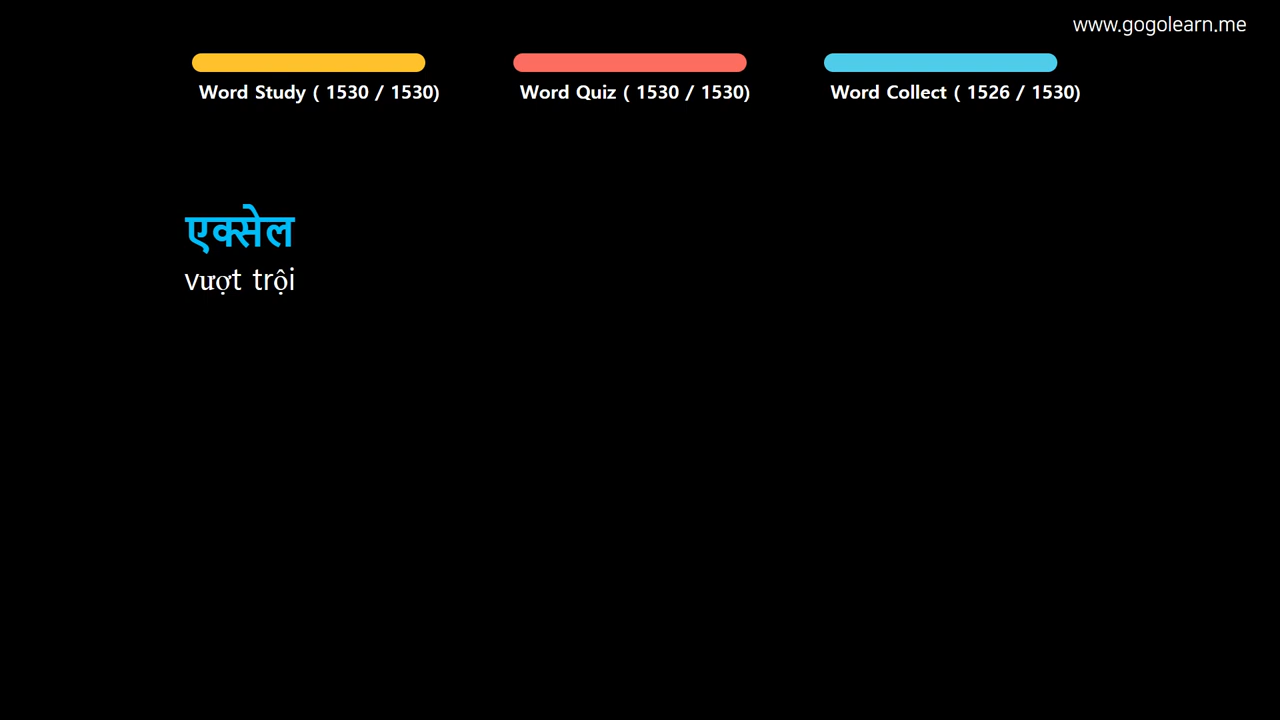 www.gogolearn.me
Word Study ( 1530 / 1530)
Word Quiz ( 1530 / 1530)
Word Collect ( 1526 / 1530)
एक्सेल
vượt trội